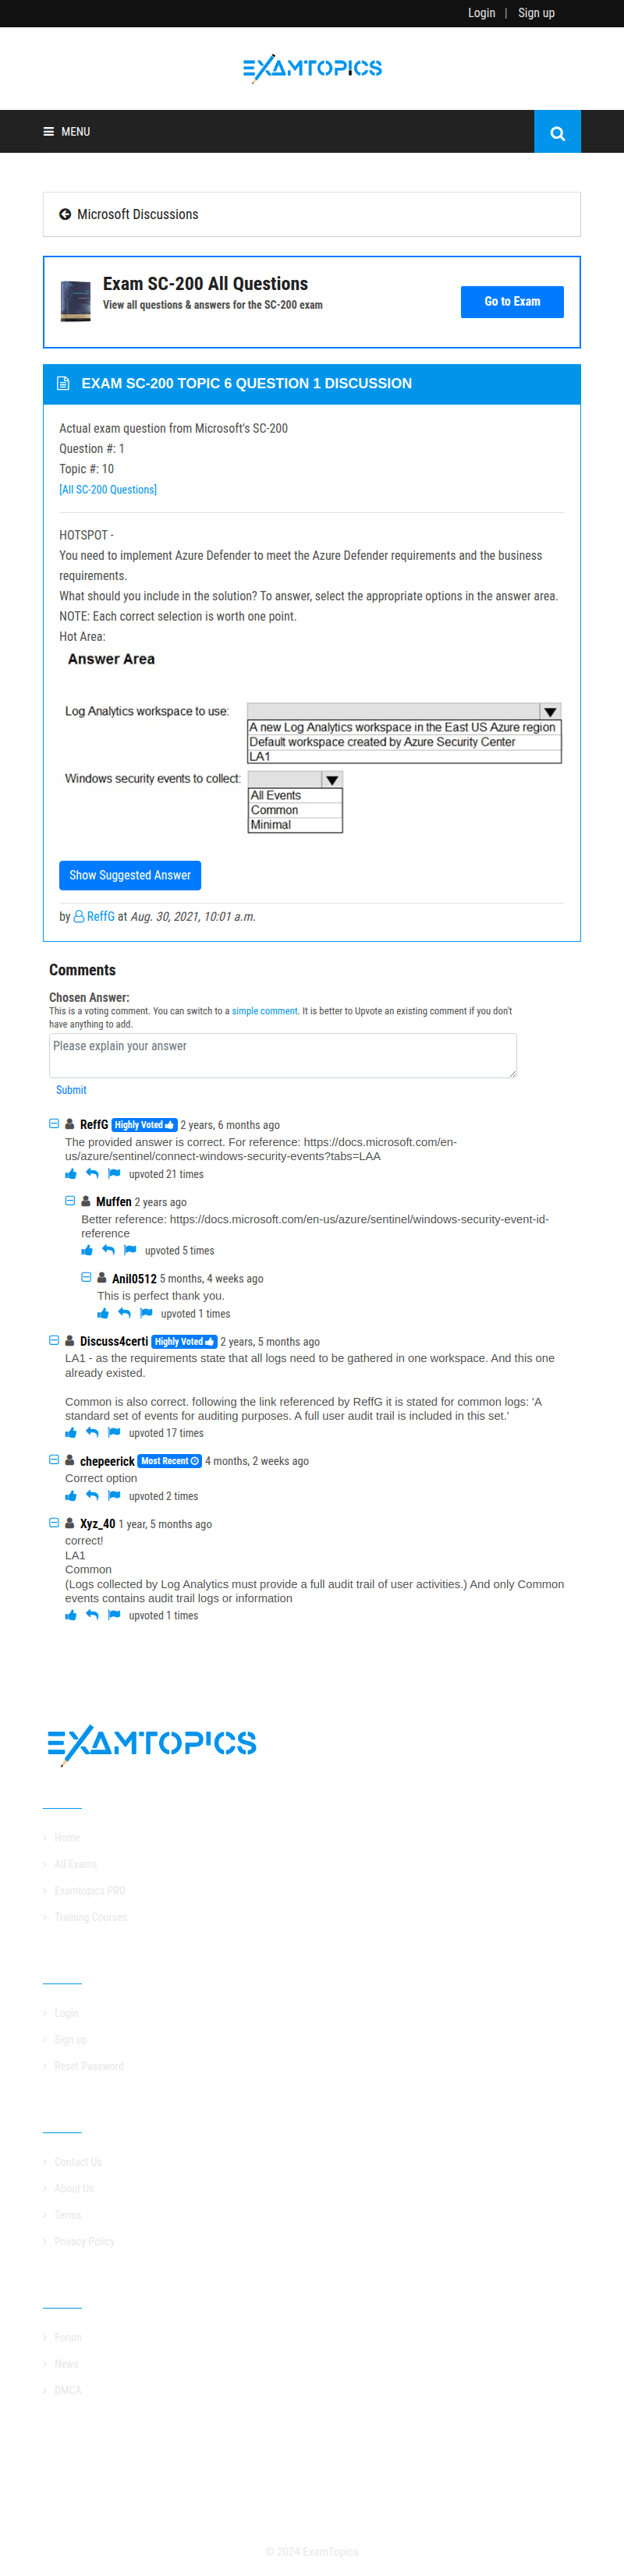 Login | Sign up
EXAMTOPICS
MENU
Microsoft Discussions
Exam SC-200 All Questions
View all questions & answers for the SC-200 exam
Go to Exam
EXAM SC-200 TOPIC 6 QUESTION 1 DISCUSSION
Actual exam question from Microsoft's SC-200
Question #: 1
Topic #: 10
[All SC-200 Questions]
HOTSPOT -
You need to implement Azure Defender to meet the Azure Defender requirements and the business
requirements.
What should you include in the solution? To answer, select the appropriate options in the answer area.
NOTE: Each correct selection is worth one point.
Hot Area:
Answer Area
Log Analytics workspace to use:
A new Log Analytics workspace in the East US Azure region
Default workspace created by Azure Security Center
LA1
Windows security events to collect:
All Events
Common
Minimal
Show Suggested Answer
by ReffG at Aug. 30, 2021, 10:01 a.m.
Comments
Chosen Answer:
This is a voting comment. You can switch to a simple comment. It is better to Upvote an existing comment if you don't
have anything to add.
Please explain your answer
Submit
ReffG Highly Voted 2 years, 6 months ago
The provided answer is correct. For reference: https://docs.microsoft.com/en-
us/azure/sentinel/connect-windows-security-events?tabs=LAA
upvoted 21 times
Muffen 2 years ago
Better reference: https://docs.microsoft.com/en-us/azure/sentinel/windows-security-event-id-
reference
upvoted 5 times
Anil0512 5 months, 4 weeks ago
This is perfect thank you.
upvoted 1 times
Discuss4certi Highly Voted 2 years, 5 months ago
LA1 - as the requirements state that all logs need to be gathered in one workspace. And this one
already existed.
Common is also correct. following the link referenced by ReffG it is stated for common logs: 'A
standard set of events for auditing purposes. A full user audit trail is included in this set.'
upvoted 17 times
chepeerick Most Recent 4 months, 2 weeks ago
Correct option
upvoted 2 times
Xyz_40 1 year, 5 months ago
correct!
LA1
Common
(Logs collected by Log Analytics must provide a full audit trail of user activities.) And only Common
events contains audit trail logs or information
upvoted 1 times
EXAMTOPICS
Home
All Exams
Examtopics PRO
Training Courses
Login
Sign up
Reset Password
Contact Us
About Us
Terms
Privacy Policy
Forum
News
DMCA
© 2024 ExamTopics